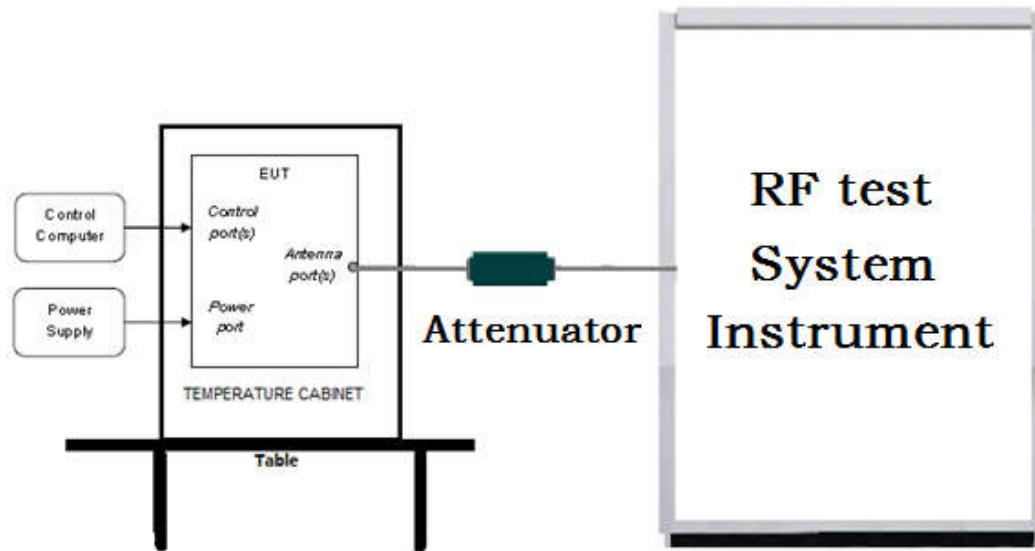 Control
Computer
Power
Supply
EUT
Control
port(s)
Antenna
port(s)
Power
port
TEMPERATURE CABINET
Table
Attenuator
RF test
System
Instrument